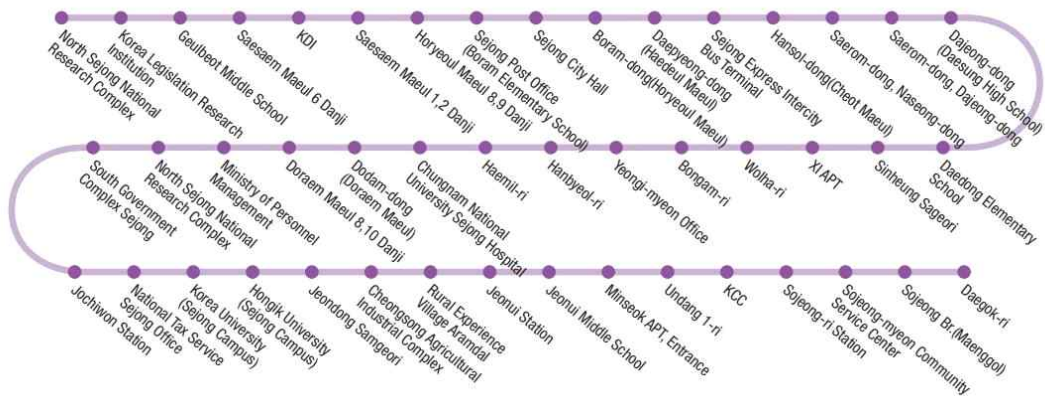 North Sejong National
Research Complex
Korea Legislation Research
Institution
Geulbeot Middle School
Saesam Maeul 6 Danji
KDI
Saesaem Maeul 1,2 Danji
Horyeoul Maeul 8,9 Danji
Sejong Post Office
(Boram Elementary School)
Sejong City Hall
Boram-dong(Horyeoul Maeul)
Daepyeong-dong
(Haedeul Maeul)
Sejong Express Intercity
Bus Terminal
Hansol-dong(Cheot Maeul)
Saerom-dong, Naseong-dong
Saerom-dong, Dajeong-dong
Dajeong-dong
(Daesung High School)
South Government
Complex Sejong
North Sejong National
Research Complex
Ministry of Personnel
Management
Doraem Maeul 8,10 Danji
Dodam-dong
(Doraem Maeul)
Chungnam National
University Sejong Hospital
Haemil-ri
Hanbyeol-ri
Yeongi-myeon Office
Bongam-ri
Wolha-ri
XI APT
Sinheung Sageori
Daedong Elementary
School
Jochiwon Station
National Tax Service
Sejong Office
Korea University
(Sejong Campus)
Hongik University
(Sejong Campus)
Jeondong Samgeori
Cheongsong Agricultural
Industrial Complex
Rural Experience
Village Aramdal
Jeonui Station
Jeonui Middle School
Minseok APT, Entrance
Undang 1-ri
KCC
Sojeong-ri Station
Sojeong-myeon Community
Service Center
Sojeong Br.(Maenggol)
Daegok-ri